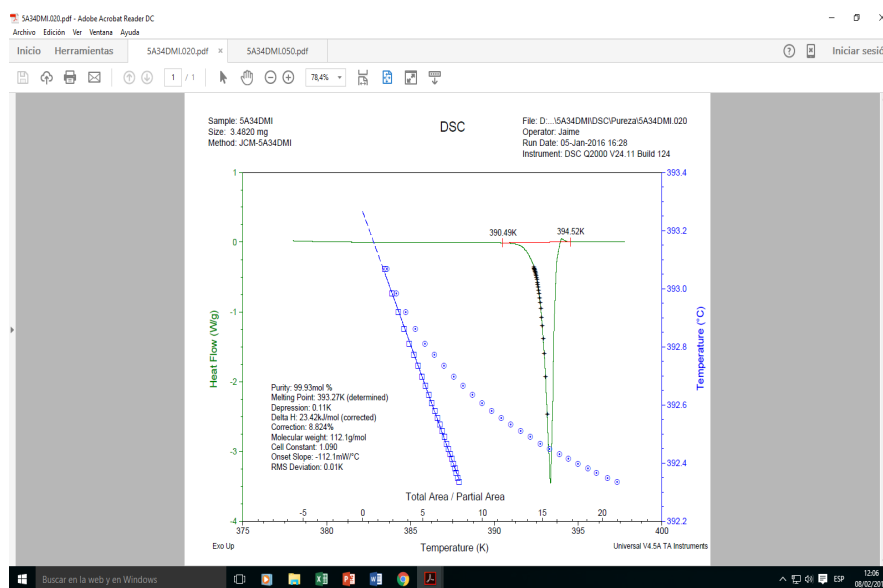 5A34DMI.020.pdf - Adobe Acrobat Reader DC
Archivo Edición Ver Ventana Ayuda
Inicio Herramientas 5A34DMI.020.pdf × 5A34DMI.050.pdf Iniciar sesió
1 / 1 78,4%
Sample: 5A34DMI
Size: 3.4820 mg
Method: JCM-5A34DMI
DSC
File: D:...\5A34DMI\DSC\Pureza\5A34DMI.020
Operator: Jaime
Run Date: 05-Jan-2016 16:28
Instrument: DSC Q2000 V24.11 Build 124
390.49K 394.52K
Purity: 99.93mol %
Melting Point: 393.27K (determined)
Depression: 0.11K
Delta H: 23.42kJ/mol (corrected)
Correction: 8.824%
Molecular weight: 112.1g/mol
Cell Constant: 1.090
Onset Slope: -112.1mW/°C
RMS Deviation: 0.01K
Heat Flow (W/g)
1
0
-1
-2
-3
-4
Temperature (°C)
393.4
393.2
393.0
392.8
392.6
392.4
392.2
Total Area / Partial Area
-5 0 5 10 15 20
375 380 385 390 395 400
Exo Up Temperature (K) Universal V4.5A TA Instruments
Buscar en la web y en Windows
ESP
12:06
08/02/201